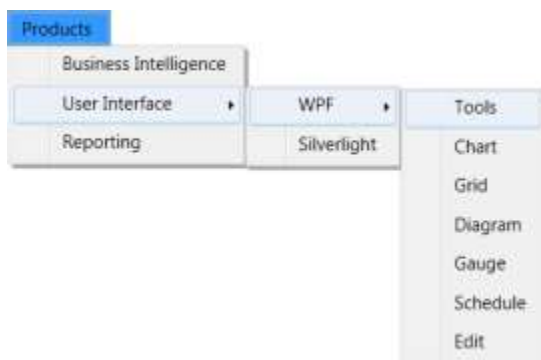 Products
Business Intelligence
User Interface
Reporting
WPF
Silverlight
Tools
Chart
Grid
Diagram
Gauge
Schedule
Edit